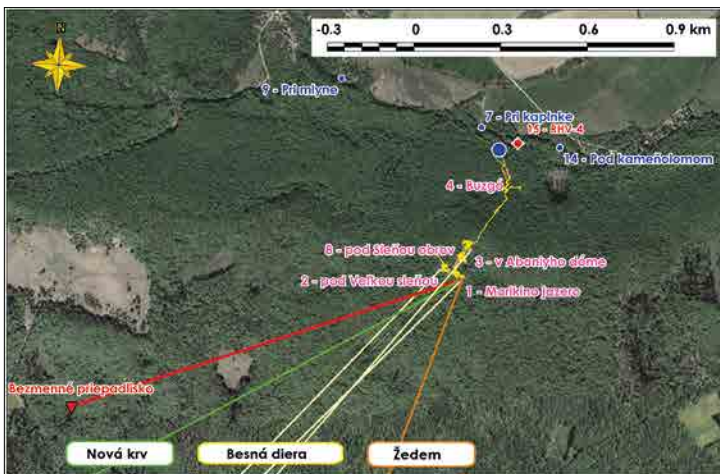 N
-0.3 0 0.3 0.6 0.9 km
9 - Pri mlyne
7 - Pri kaplnke
15 - RHV-4
14 - Pod kameňolomom
4 - Buzgó
8 - pod Sieňou obrov
3 - v Abonyiho dóme
2 - pod Veľkou sieňou
1 - Marikino jazero
Bezmenné priepadlisko
Nová krv
Besná diera
Žedem